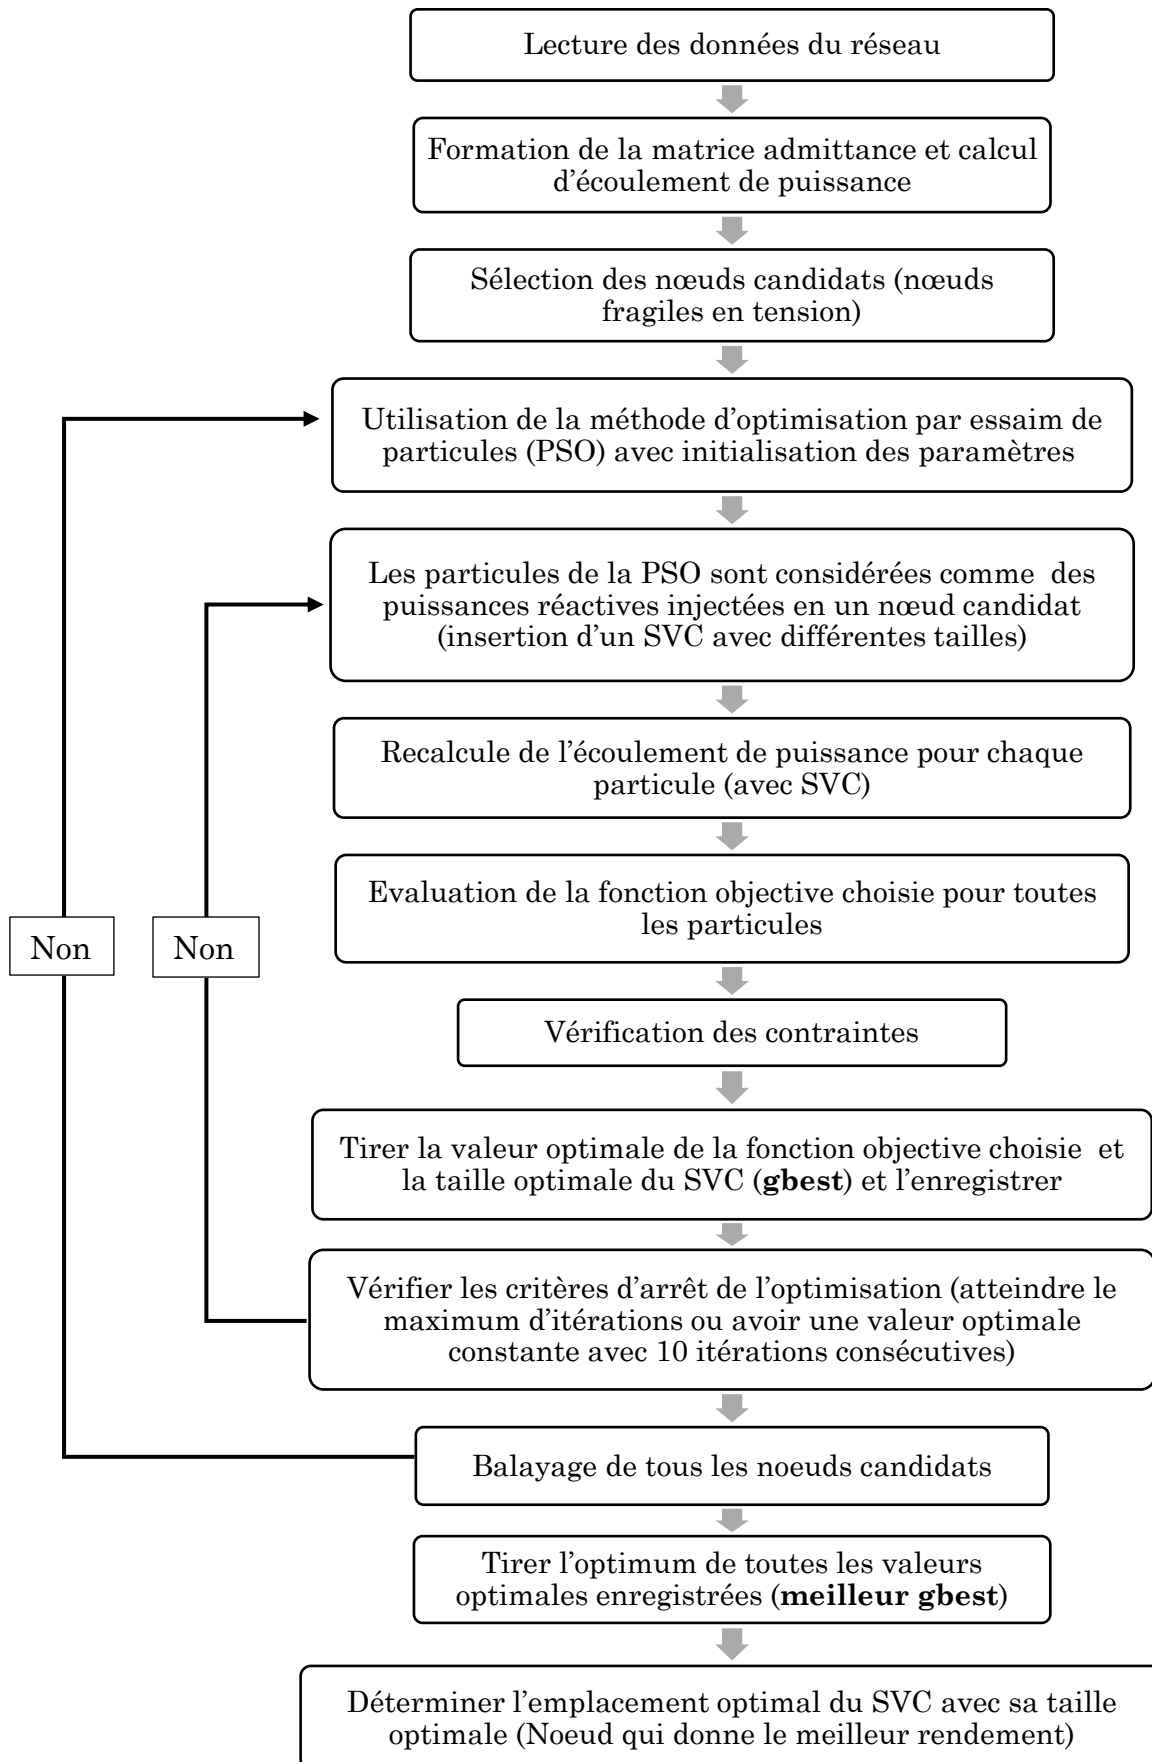 Lecture des données du réseau
Formation de la matrice admittance et calcul
d'écoulement de puissance
Sélection des nœuds candidats (nœuds
fragiles en tension)
Utilisation de la méthode d'optimisation par essaim de
particules (PSO) avec initialisation des paramètres
Les particules de la PSO sont considérées comme  des
puissances réactives injectées en un nœud candidat
(insertion d'un SVC avec différentes tailles)
Recalcule de l'écoulement de puissance pour chaque
particule (avec SVC)
Evaluation de la fonction objective choisie pour toutes
les particules
Non
Non
Vérification des contraintes
Tirer la valeur optimale de la fonction objective choisie  et
la taille optimale du SVC (gbest) et l'enregistrer
Vérifier les critères d'arrêt de l'optimisation (atteindre le
maximum d'itérations ou avoir une valeur optimale
constante avec 10 itérations consécutives)
Balayage de tous les noeuds candidats
Tirer l'optimum de toutes les valeurs
optimales enregistrées (meilleur gbest)
Déterminer l'emplacement optimal du SVC avec sa taille
optimale (Noeud qui donne le meilleur rendement)